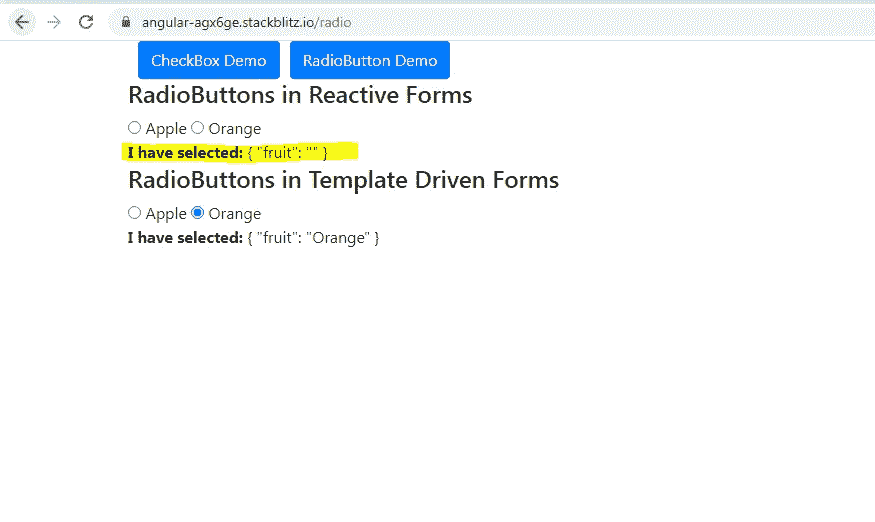 angular-agx6ge.stackblitz.io/radio
CheckBox Demo RadioButton Demo
RadioButtons in Reactive Forms
Apple Orange
I have selected: { "fruit": "" }
RadioButtons in Template Driven Forms
Apple Orange
I have selected: { "fruit": "Orange" }